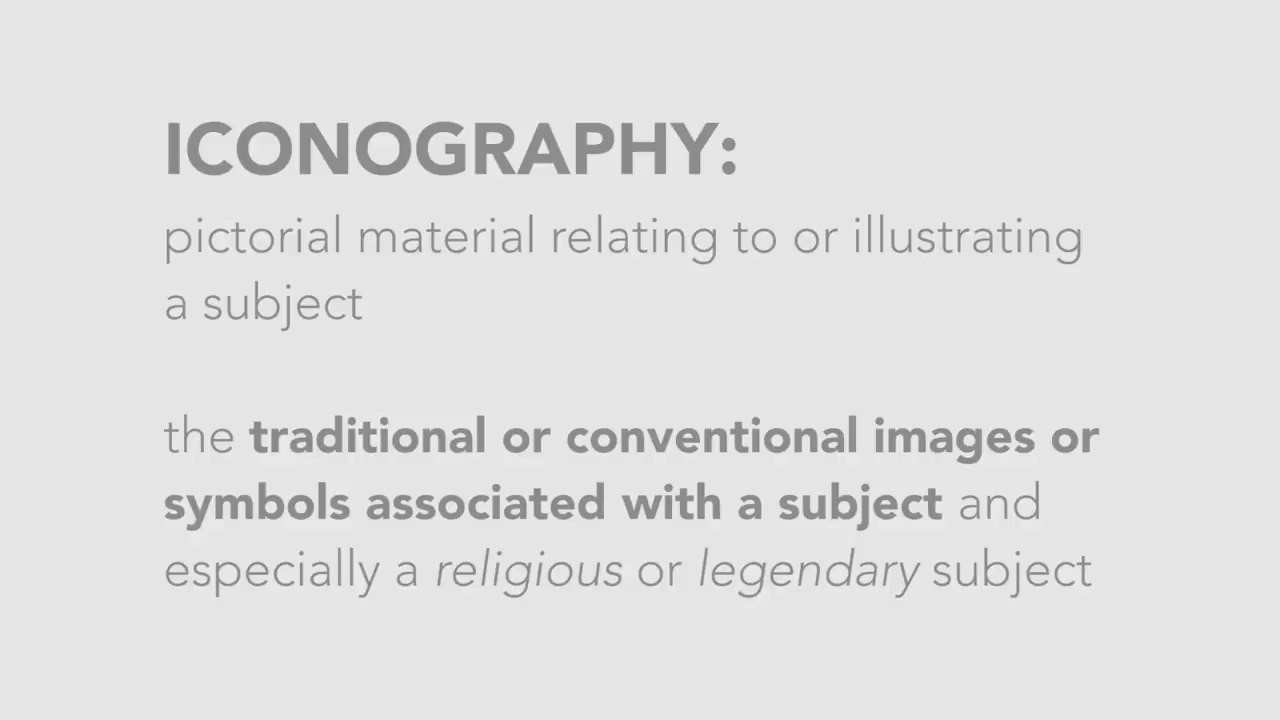 ICONOGRAPHY:
pictorial material relating to or illustrating
a subject
the traditional or conventional images or
symbols associated with a subject and
especially a religious or legendary subject